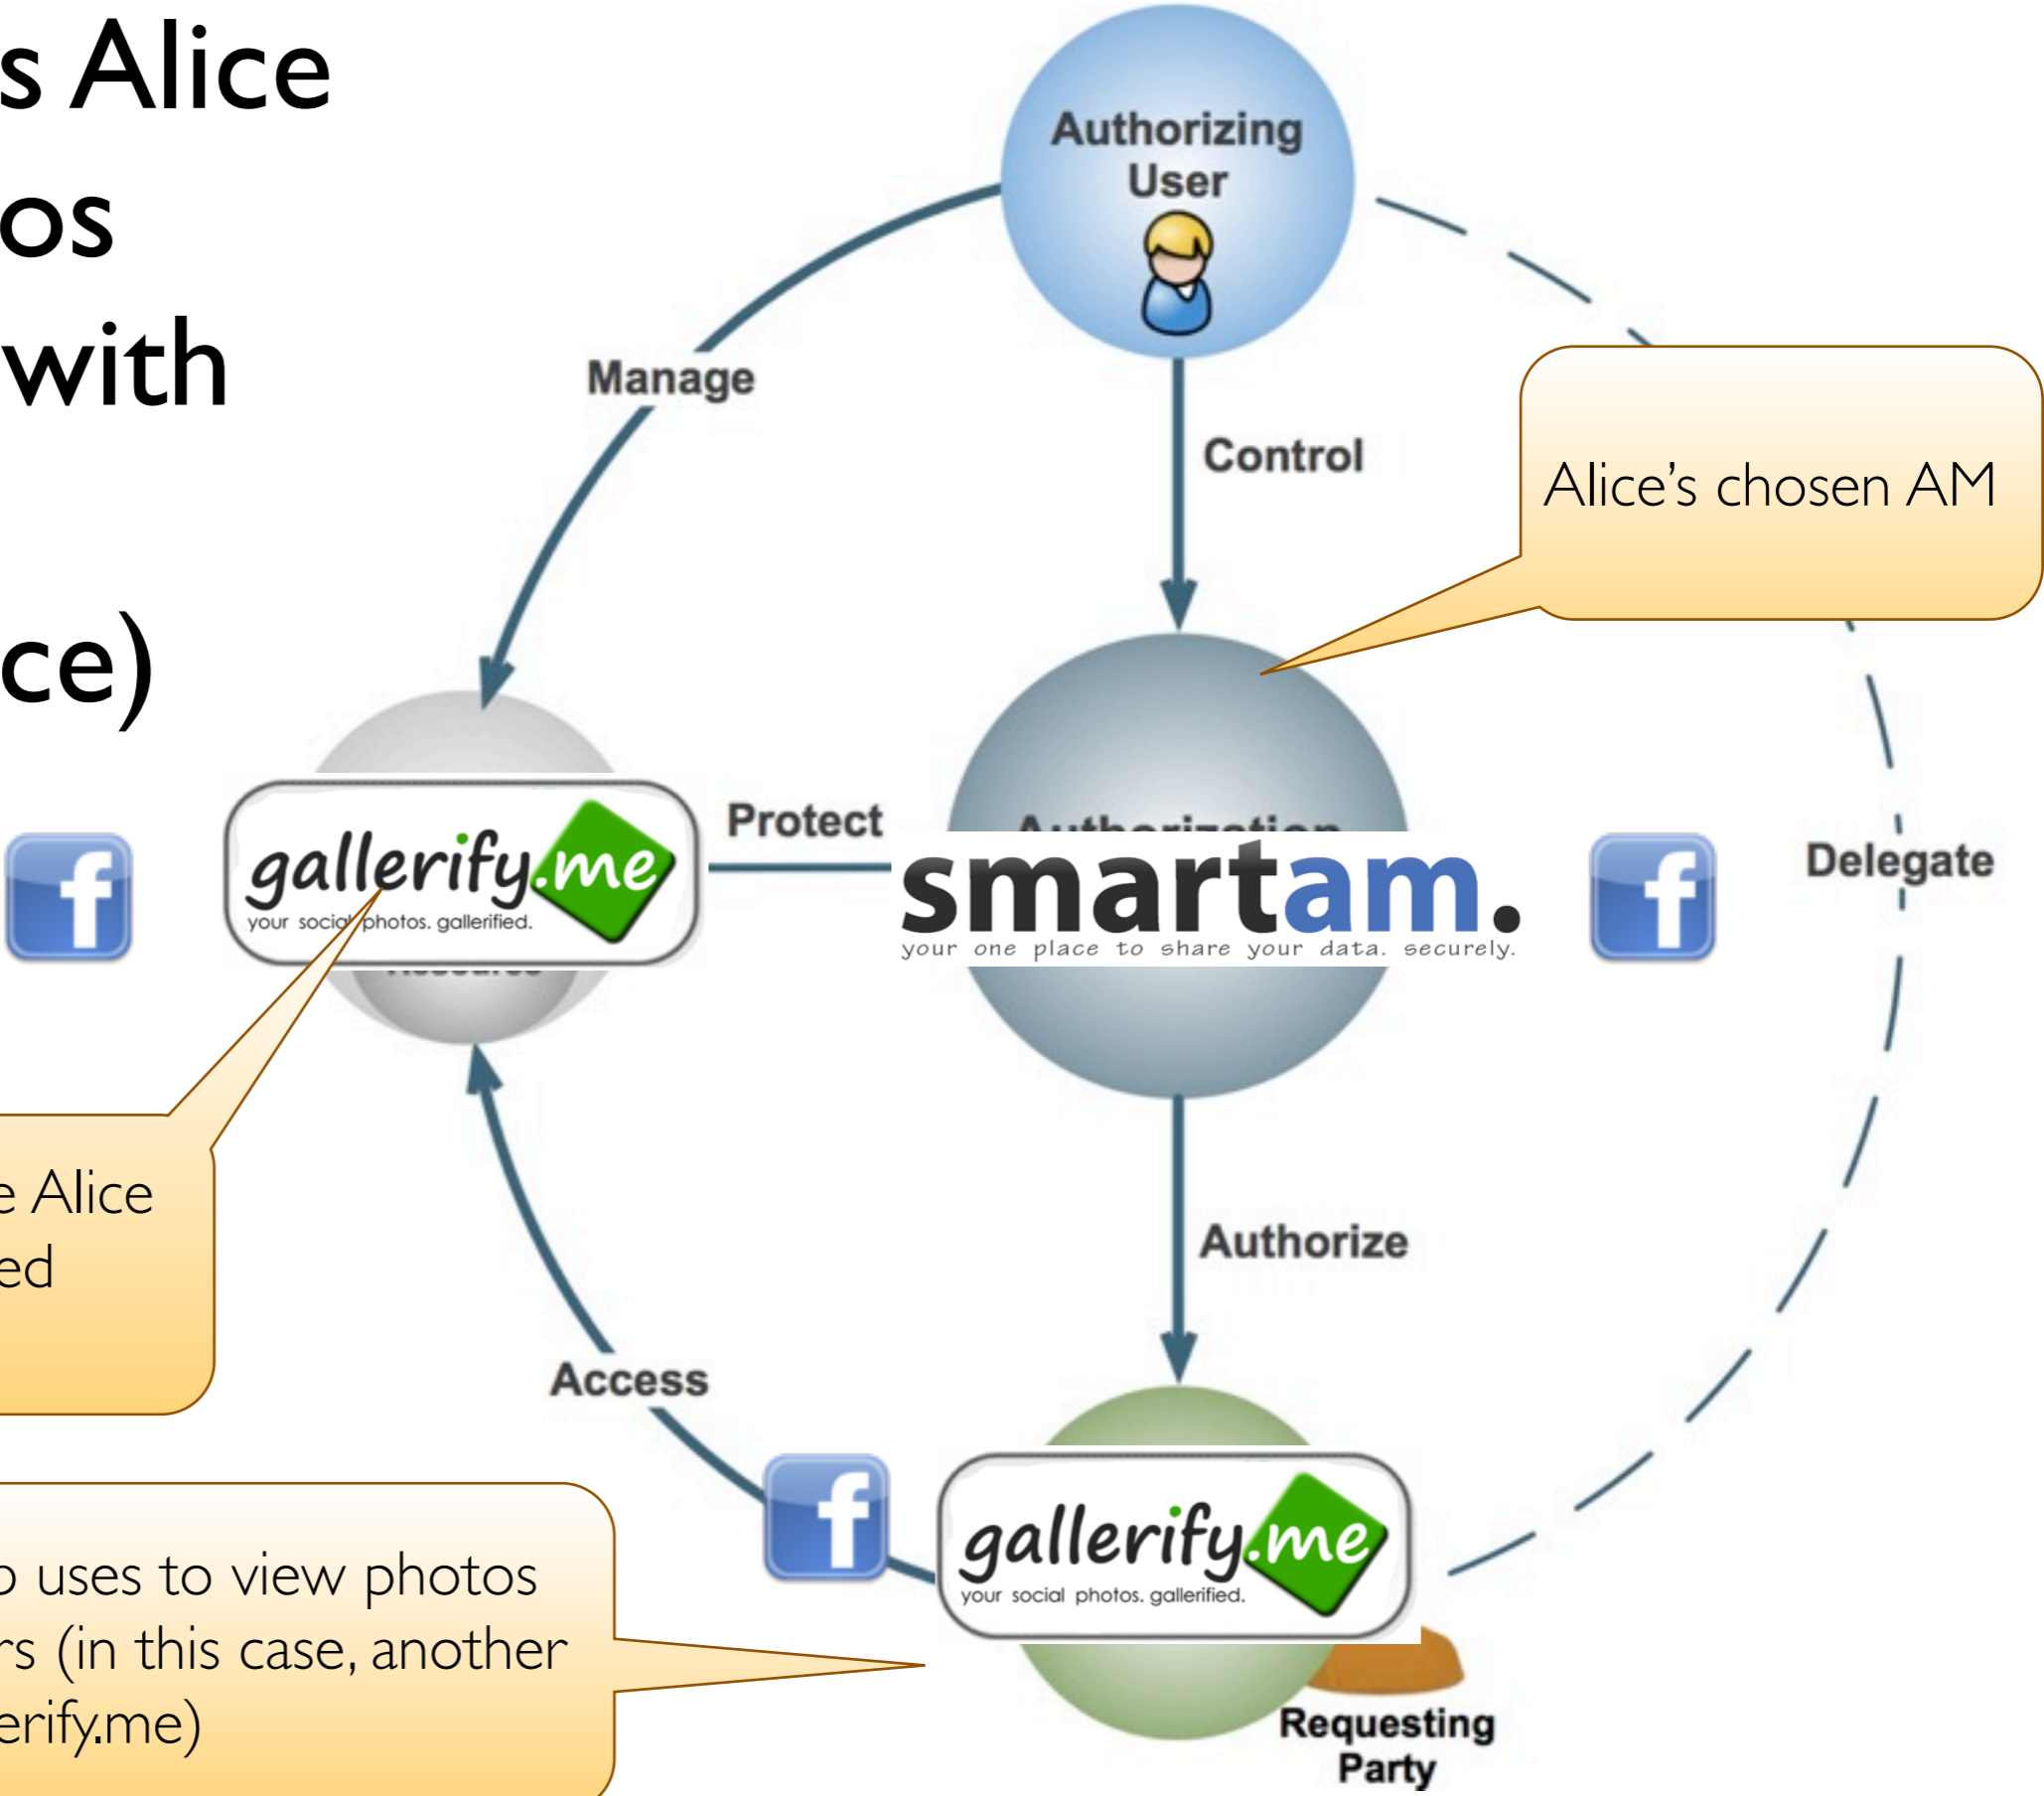 s Alice
os
with
ce)
Authorizing
User
Manage
Control
Alice's chosen AM
gallerify.me
your social photos. gallerified.
Protect
Authorization
smartam.
your one place to share your data. securely.
f
f
Delegate
Resource
e Alice
ed
Authorize
Access
f
gallerify.me
your social photos. gallerified.
o uses to view photos
rs (in this case, another
erify.me)
Requesting
Party